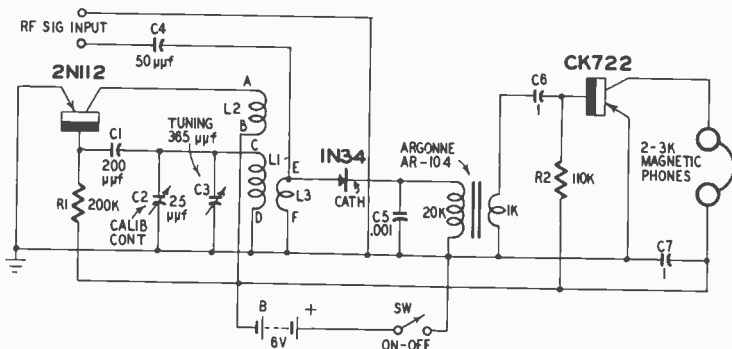 RF SIG INPUT
C4
50 μμf
2N112
A
L2
B
TUNING
365 μμf
C
C1
200
μμf
L1
E
1N34
CATH
L3
D
F
C2
25
μμf
C3
CALIB
CONT
R1
200K
C5
.001
ARGONNE
AR-104
20K
1K
C6
1
CK722
R2
110K
2-3K
MAGNETIC
PHONES
C7
1
B
+
6V
SW
ON-OFF